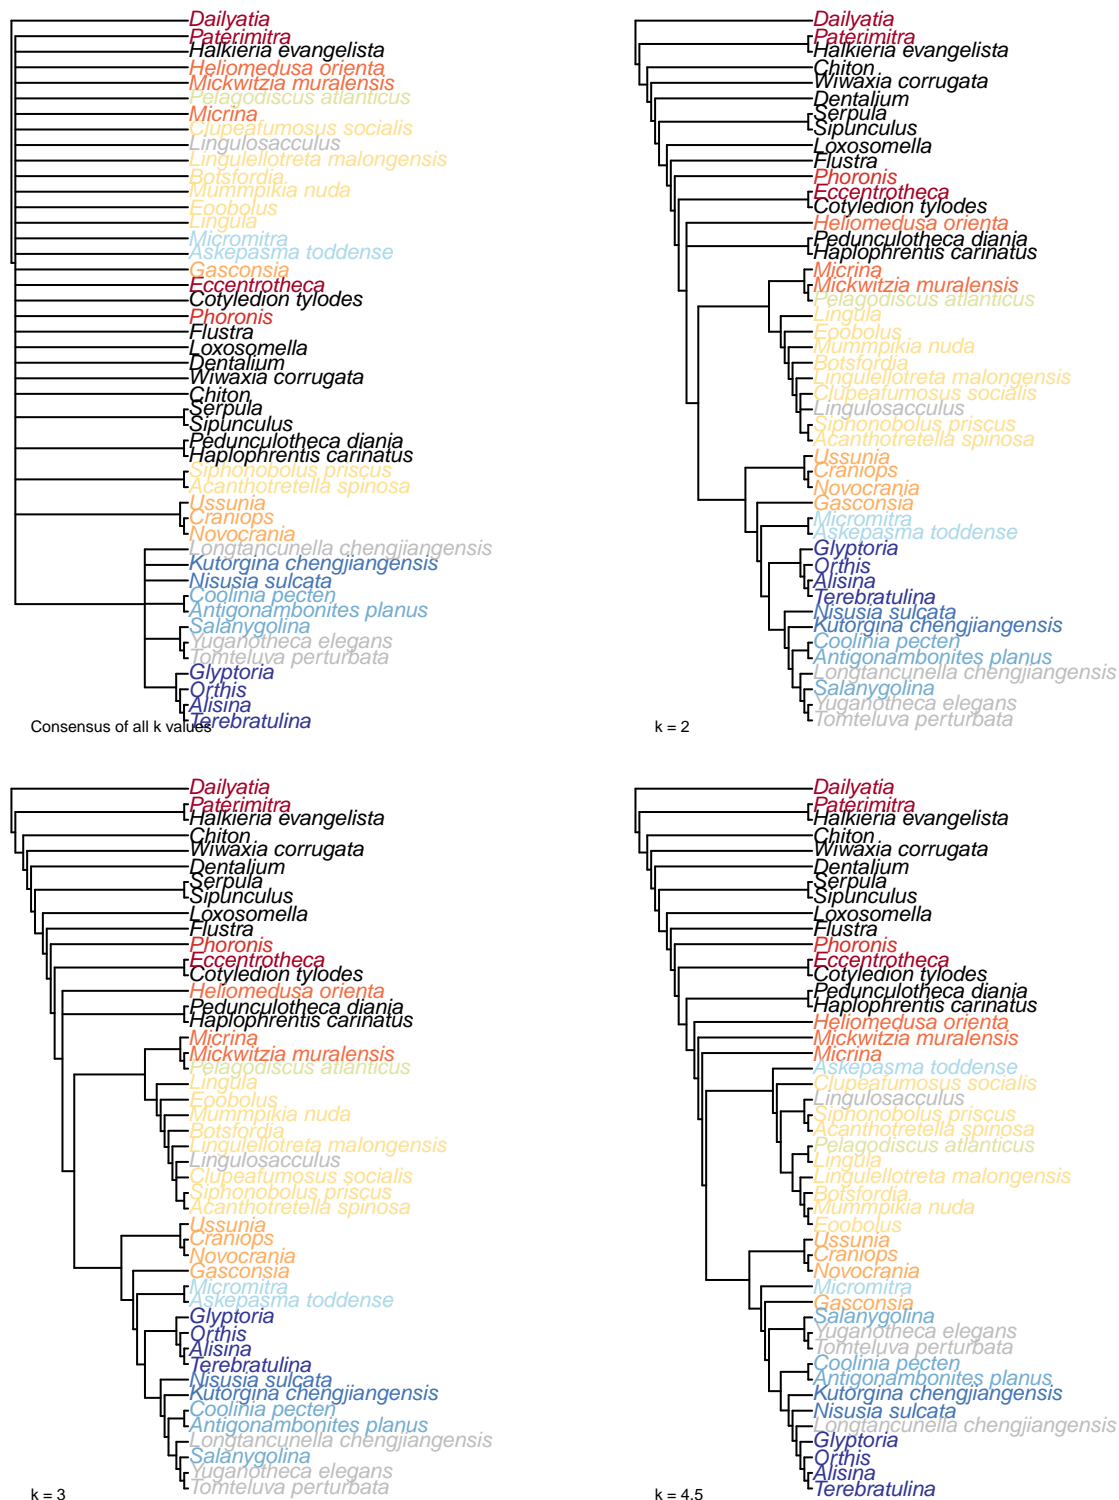 Dailyatia
Paterimitra
Halkieria evangelista
Heliomedusa orienta
Mickwitzia muralensis
Pelagodiscus atlanticus
Micrina
Clupeafumosus socialis
Lingulosacculus
Lingulellotreta malongensis
Botsfordia
Mummpikia nuda
Eoobolus
Lingula
Micromitra
Askepasma toddense
Gasconsia
Eccentrotheca
Cotyledion tylodes
Phoronis
Flustra
Loxosomella
Dentalium
Wiwaxia corrugata
Chiton
Serpula
Sipunculus
Pedunculotheca diania
Haplophrentis carinatus
Siphonobolus priscus
Acanthotretella spinosa
Ussunia
Craniops
Novocrania
Longtancunella chengjiangensis
Kutorgina chengjiangensis
Nisusia sulcata
Coolinia pecten
Antigonambonites planus
Salanygolina
Yuganotheca elegans
Tomteluva perturbata
Glyptoria
Orthis
Alisina
Terebratulina
Consensus of all k values
Dailyatia
Paterimitra
Halkieria evangelista
Chiton
Wiwaxia corrugata
Dentalium
Serpula
Sipunculus
Loxosomella
Flustra
Phoronis
Eccentrotheca
Cotyledion tylodes
Heliomedusa orienta
Pedunculotheca diania
Haplophrentis carinatus
Micrina
Mickwitzia muralensis
Pelagodiscus atlanticus
Lingula
Eoobolus
Mummpikia nuda
Botsfordia
Lingulellotreta malongensis
Clupeafumosus socialis
Lingulosacculus
Siphonobolus priscus
Acanthotretella spinosa
Ussunia
Craniops
Novocrania
Gasconsia
Micromitra
Askepasma toddense
Glyptoria
Orthis
Alisina
Terebratulina
Nisusia sulcata
Kutorgina chengjiangensis
Coolinia pecten
Antigonambonites planus
Longtancunella chengjiangensis
Salanygolina
Yuganotheca elegans
Tomteluva perturbata
k = 2
Dailyatia
Paterimitra
Halkieria evangelista
Chiton
Wiwaxia corrugata
Dentalium
Serpula
Sipunculus
Loxosomella
Flustra
Phoronis
Eccentrotheca
Cotyledion tylodes
Heliomedusa orienta
Pedunculotheca diania
Haplophrentis carinatus
Micrina
Mickwitzia muralensis
Pelagodiscus atlanticus
Lingula
Eoobolus
Mummpikia nuda
Botsfordia
Lingulellotreta malongensis
Lingulosacculus
Clupeafumosus socialis
Siphonobolus priscus
Acanthotretella spinosa
Ussunia
Craniops
Novocrania
Gasconsia
Micromitra
Askepasma toddense
Glyptoria
Orthis
Alisina
Terebratulina
Nisusia sulcata
Kutorgina chengjiangensis
Coolinia pecten
Antigonambonites planus
Longtancunella chengjiangensis
Salanygolina
Yuganotheca elegans
Tomteluva perturbata
k = 3
Dailyatia
Paterimitra
Halkieria evangelista
Chiton
Wiwaxia corrugata
Dentalium
Serpula
Sipunculus
Loxosomella
Flustra
Phoronis
Eccentrotheca
Cotyledion tylodes
Pedunculotheca diania
Haplophrentis carinatus
Heliomedusa orienta
Mickwitzia muralensis
Micrina
Askepasma toddense
Clupeafumosus socialis
Lingulosacculus
Siphonobolus priscus
Acanthotretella spinosa
Pelagodiscus atlanticus
Lingula
Lingulellotreta malongensis
Botsfordia
Mummpikia nuda
Eoobolus
Ussunia
Craniops
Novocrania
Micromitra
Gasconsia
Salanygolina
Yuganotheca elegans
Tomteluva perturbata
Coolinia pecten
Antigonambonites planus
Kutorgina chengjiangensis
Nisusia sulcata
Longtancunella chengjiangensis
Glyptoria
Orthis
Alisina
Terebratulina
k = 4.5